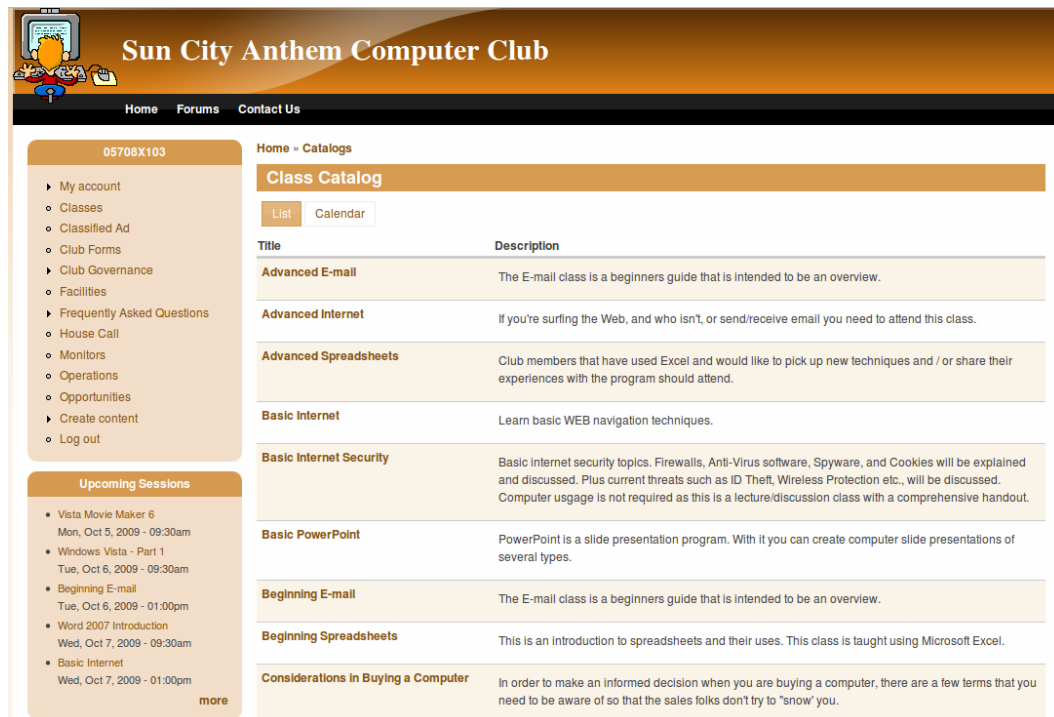 Sun City Anthem Computer Club
Home Forums Contact Us
05708X103
My account
Classes
Classified Ad
Club Forms
Club Governance
Facilities
Frequently Asked Questions
House Call
Monitors
Operations
Opportunities
Create content
Log out
Upcoming Sessions
Vista Movie Maker 6
Mon, Oct 5, 2009 - 09:30am
Windows Vista - Part 1
Tue, Oct 6, 2009 - 09:30am
Beginning E-mail
Tue, Oct 6, 2009 - 01:00pm
Word 2007 Introduction
Wed, Oct 7, 2009 - 09:30am
Basic Internet
Wed, Oct 7, 2009 - 01:00pm
more
Home » Catalogs
Class Catalog
List Calendar
Title Description
Advanced E-mail
The E-mail class is a beginners guide that is intended to be an overview.
Advanced Internet
If you're surfing the Web, and who isn't, or send/receive email you need to attend this class.
Advanced Spreadsheets
Club members that have used Excel and would like to pick up new techniques and / or share their
experiences with the program should attend.
Basic Internet
Learn basic WEB navigation techniques.
Basic Internet Security
Basic internet security topics. Firewalls, Anti-Virus software, Spyware, and Cookies will be explained
and discussed. Plus current threats such as ID Theft, Wireless Protection etc., will be discussed.
Computer usgage is not required as this is a lecture/discussion class with a comprehensive handout.
Basic PowerPoint
PowerPoint is a slide presentation program. With it you can create computer slide presentations of
several types.
Beginning E-mail
The E-mail class is a beginners guide that is intended to be an overview.
Beginning Spreadsheets
This is an introduction to spreadsheets and their uses. This class is taught using Microsoft Excel.
Considerations in Buying a Computer
In order to make an informed decision when you are buying a computer, there are a few terms that you
need to be aware of so that the sales folks don't try to "snow' you.